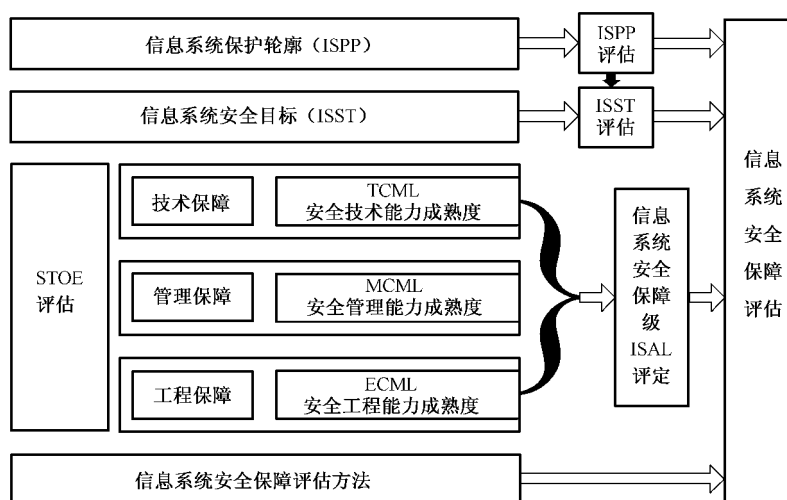 信息系统保护轮廓（ISPP）
ISPP
评估
信息系统安全目标（ISST）
ISST
评估
STOE
评估
技术保障
TCML
安全技术能力成熟度
管理保障
MCML
安全管理能力成熟度
工程保障
ECML
安全工程能力成熟度
信息
系统
安全
保障
级
ISAL
评定
信息
系统
安全
保障
评估
信息系统安全保障评估方法